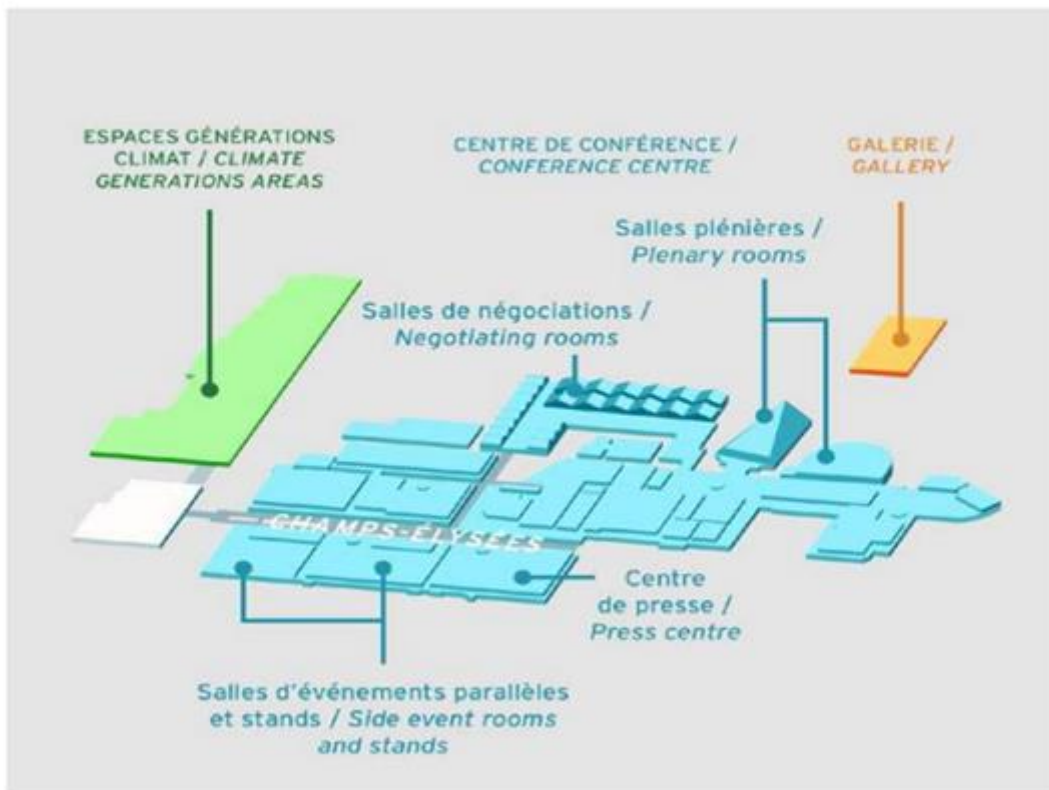 ESPACES GÉNÉRATIONS
CLIMAT / CLIMATE
GENERATIONS AREAS
CENTRE DE CONFÉRENCE /
CONFERENCE CENTRE
GALERIE /
GALLERY
Salles plénières /
Plenary rooms
Salles de négociations /
Negotiating rooms
CHAMPS-ÉLYSÉES
Centre
de presse /
Press centre
Salles d'événements parallèles
et stands / Side event rooms
and stands